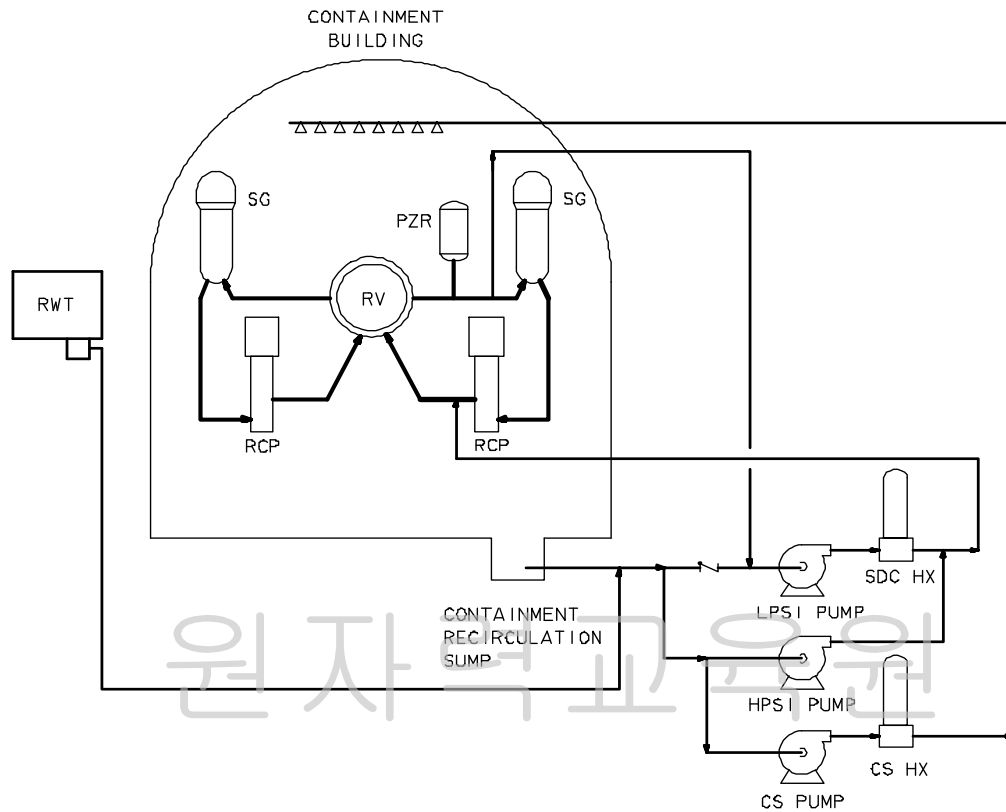 CONTAINMENT
BUILDING
SG
PZR
SG
RWT
RV
RCP
RCP
SDC HX
LPSI PUMP
CONTAINMENT
RECIRCULATION
SUMP
원자력교육원
HPSI PUMP
CS HX
CS PUMP